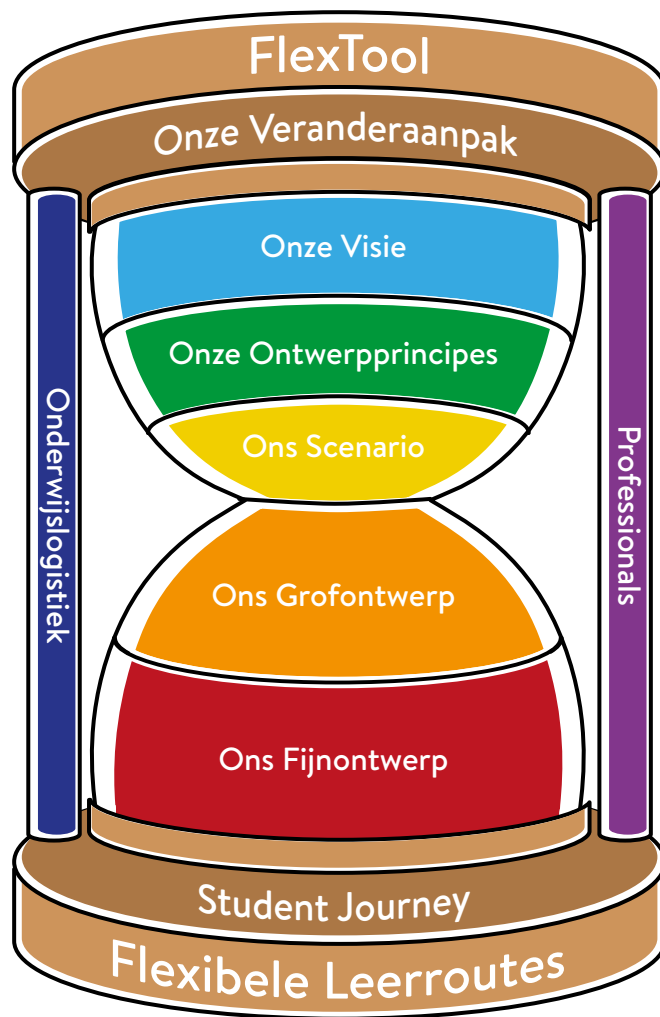 FlexTool
Onze Veranderaanpak
Onze Visie
Onze Ontwerpprincipes
Ons Scenario
Onderwijslogistiek
Professionals
Ons Grofontwerp
Ons Fijnontwerp
Student Journey
Flexibele Leerroutes